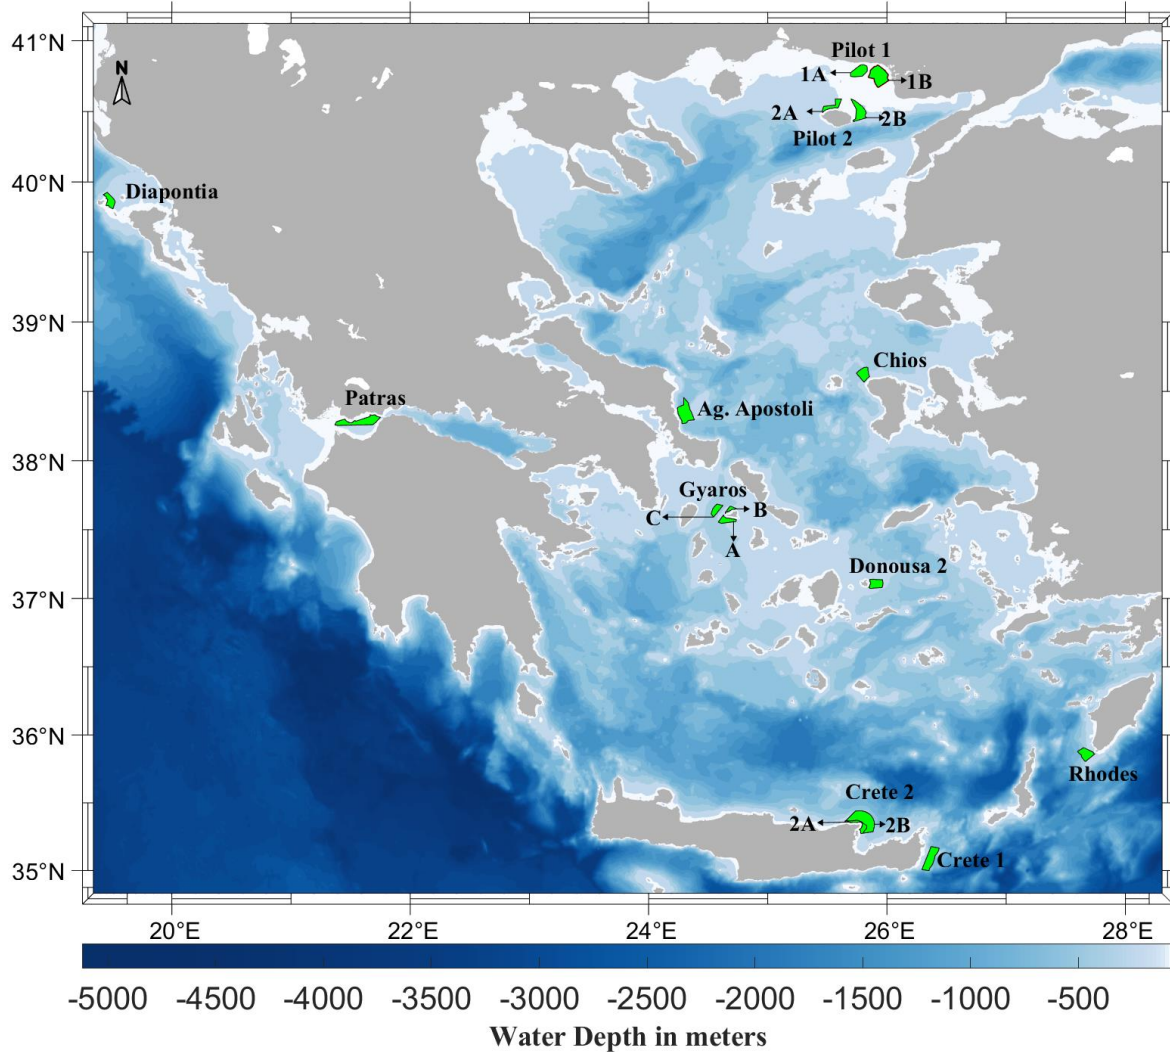 41°N
40°N
39°N
38°N
37°N
36°N
35°N
N
Pilot 1
1A
1B
2A
2B
Pilot 2
Diapontia
Chios
Patras
Ag. Apostoli
Gyaros
B
C
A
Donousa 2
Rhodes
Crete 2
2A
2B
Crete 1
20°E
22°E
24°E
26°E
28°E
-5000 -4500 -4000 -3500 -3000 -2500 -2000 -1500 -1000 -500
Water Depth in meters